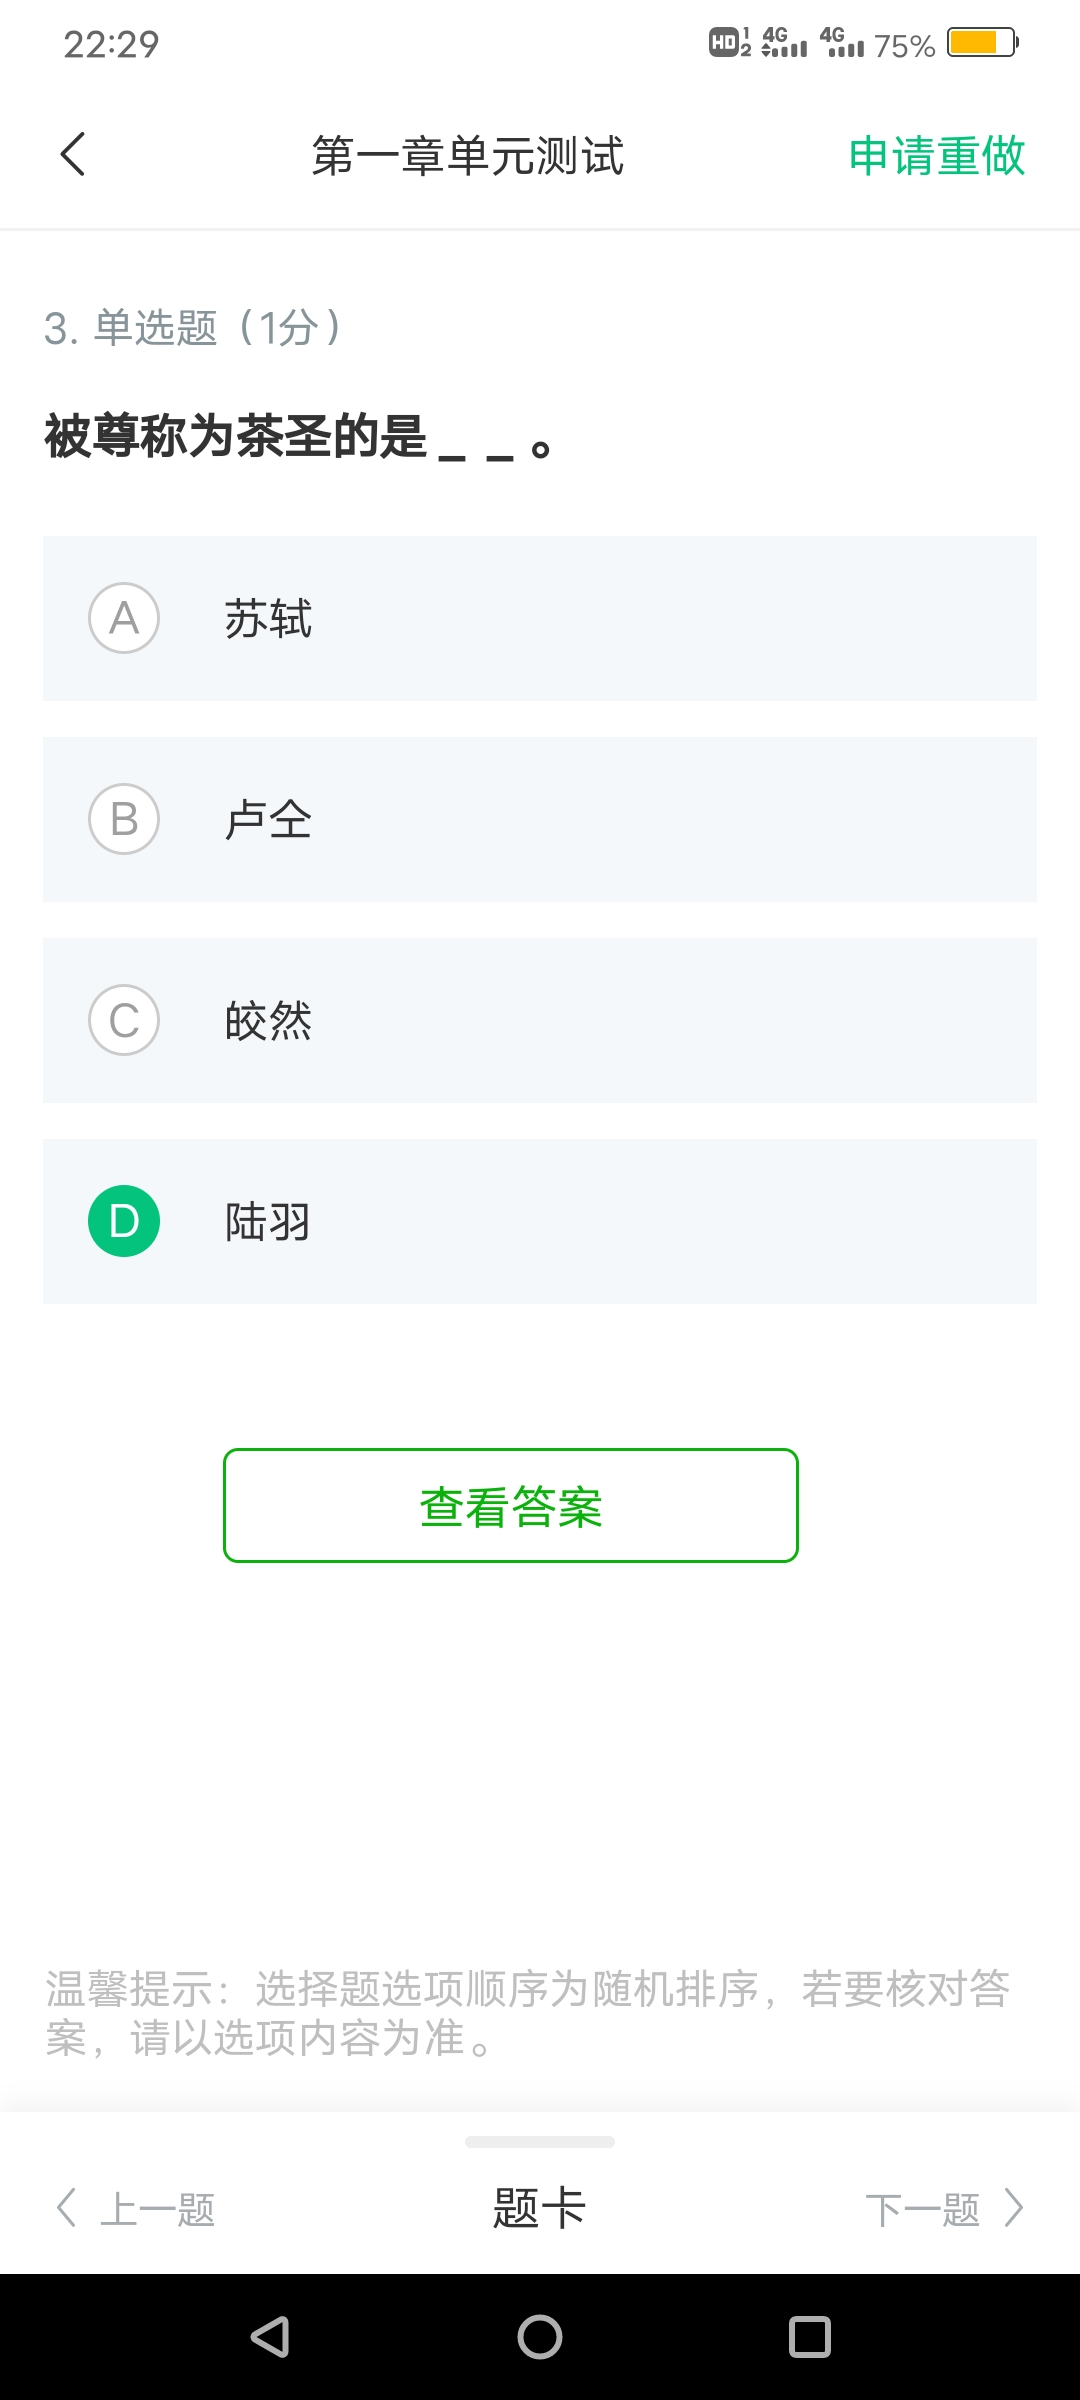 22:29
HD 1 2 4G 4G 75%
第一章单元测试
申请重做
3. 单选题（1分）
被尊称为茶圣的是_ _。
A 苏轼
B 卢仝
C 皎然
D 陆羽
查看答案
温馨提示：选择题选项顺序为随机排序，若要核对答
案，请以选项内容为准。
上一题
题卡
下一题